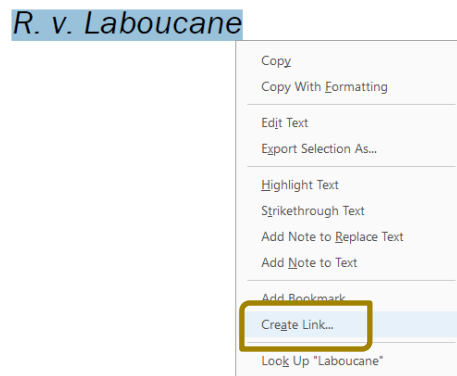 R. v. Laboucane
Copy
Copy With Formatting
Edit Text
Export Selection As...
Highlight Text
Strikethrough Text
Add Note to Replace Text
Add Note to Text
Add Bookmark
Create Link...
Look Up "Laboucane"